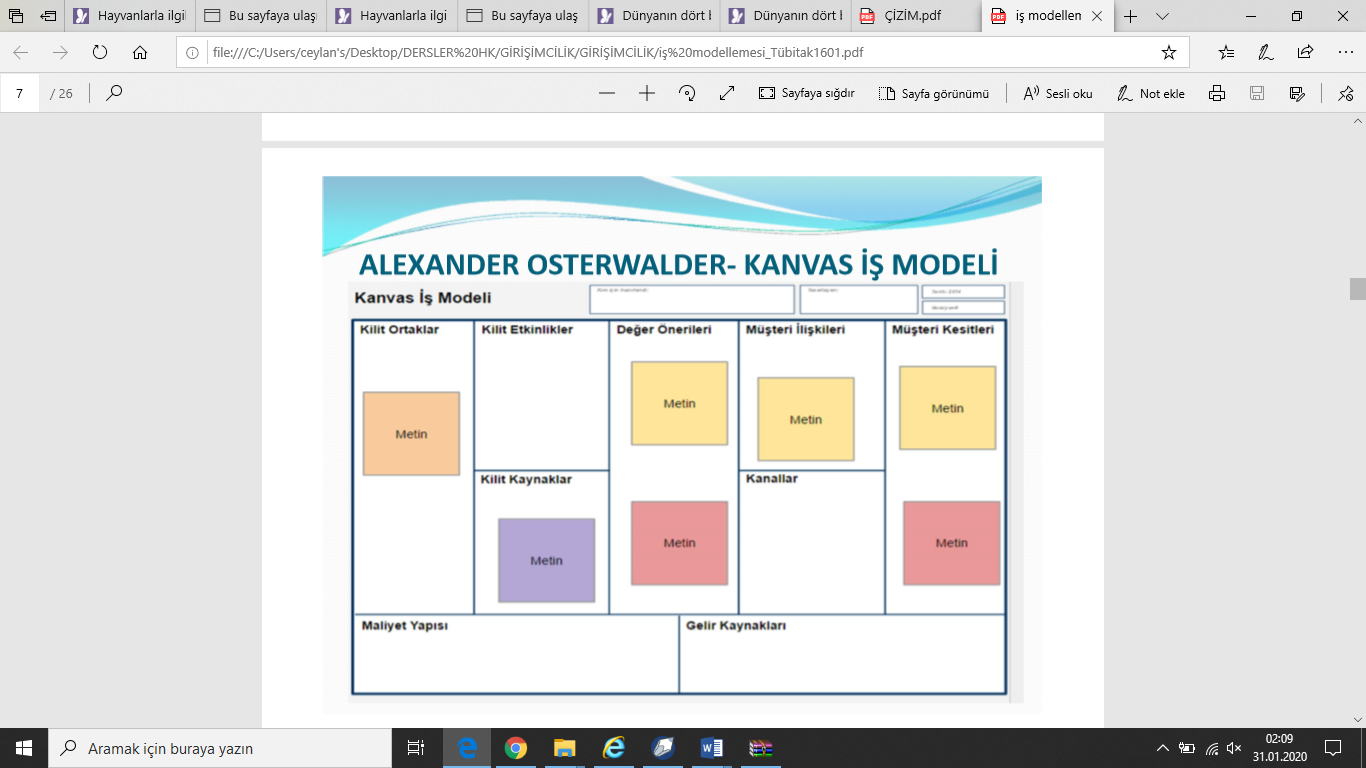 Hayvanlarla ilgi
Bu sayfaya ulaş
Hayvanlarla ilgi
Bu sayfaya ulaş
Dünyanın dört b
Dünyanın dört b
ÇİZİM.pdf
iş modellen
file:///C:/Users/ceylan's/Desktop/DERSLER%20HK/GİRİŞİMCİLİK/GİRİŞİMCİLİK/iş%20modellemesi_Tübitak1601.pdf
7 / 26
Sayfaya sığdır
Sayfa görünümü
Sesli oku
Not ekle
ALEXANDER OSTERWALDER- KANVAS İŞ MODELİ
Kanvas İş Modeli
Kilit Ortaklar
Kilit Etkinlikler
Değer Önerileri
Müşteri İlişkileri
Müşteri Kesitleri
Metin
Metin
Metin
Metin
Kilit Kaynaklar
Kanallar
Metin
Metin
Metin
Maliyet Yapısı
Gelir Kaynakları
Aramak için buraya yazın
02:09
31.01.2020